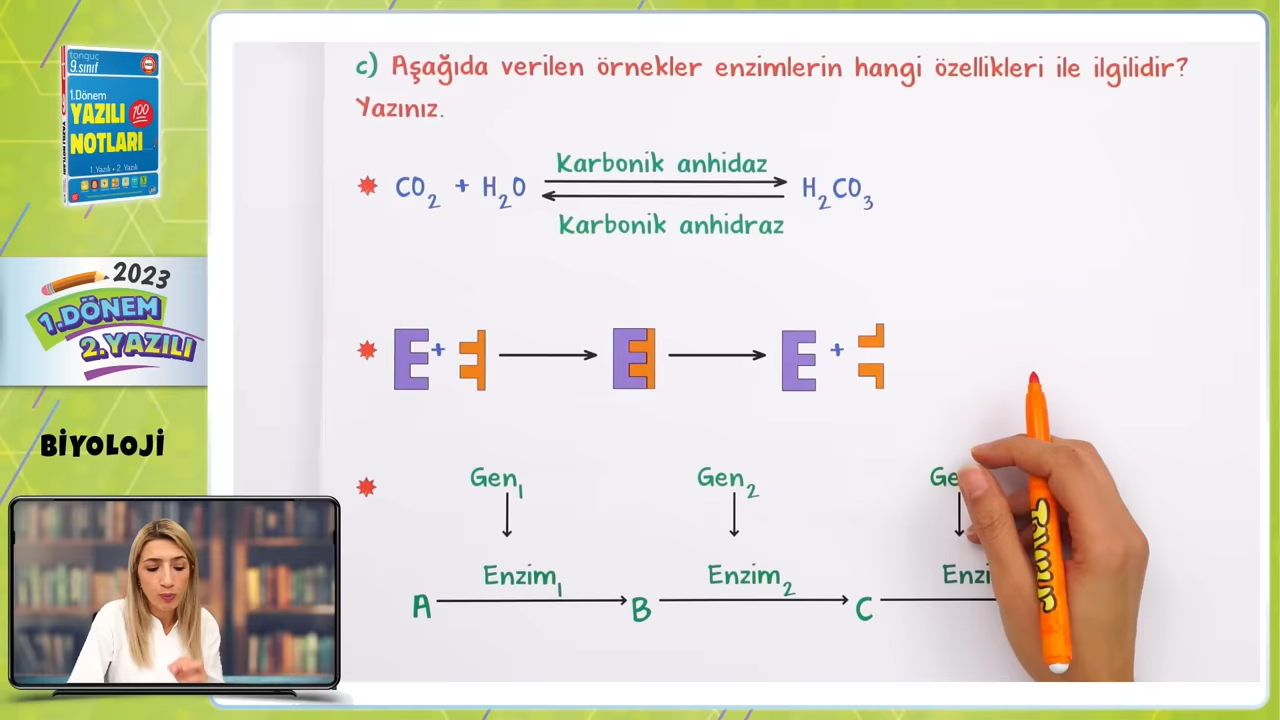 tonguç
9.sınıf
1.Dönem
YAZILI
100
NOTLARI
1.Yazılı + 2.Yazılı
2023
1.DÖNEM
2.YAZILI
BİYOLOJİ
c) Aşağıda verilen örnekler enzimlerin hangi özellikleri ile ilgilidir?
Yazınız.
Karbonik anhidaz
CO2 + H2O H2CO3
Karbonik anhidraz
E + E +
Gen1 Gen2 Ge
Enzim1 Enzim2 Enzi
A B C